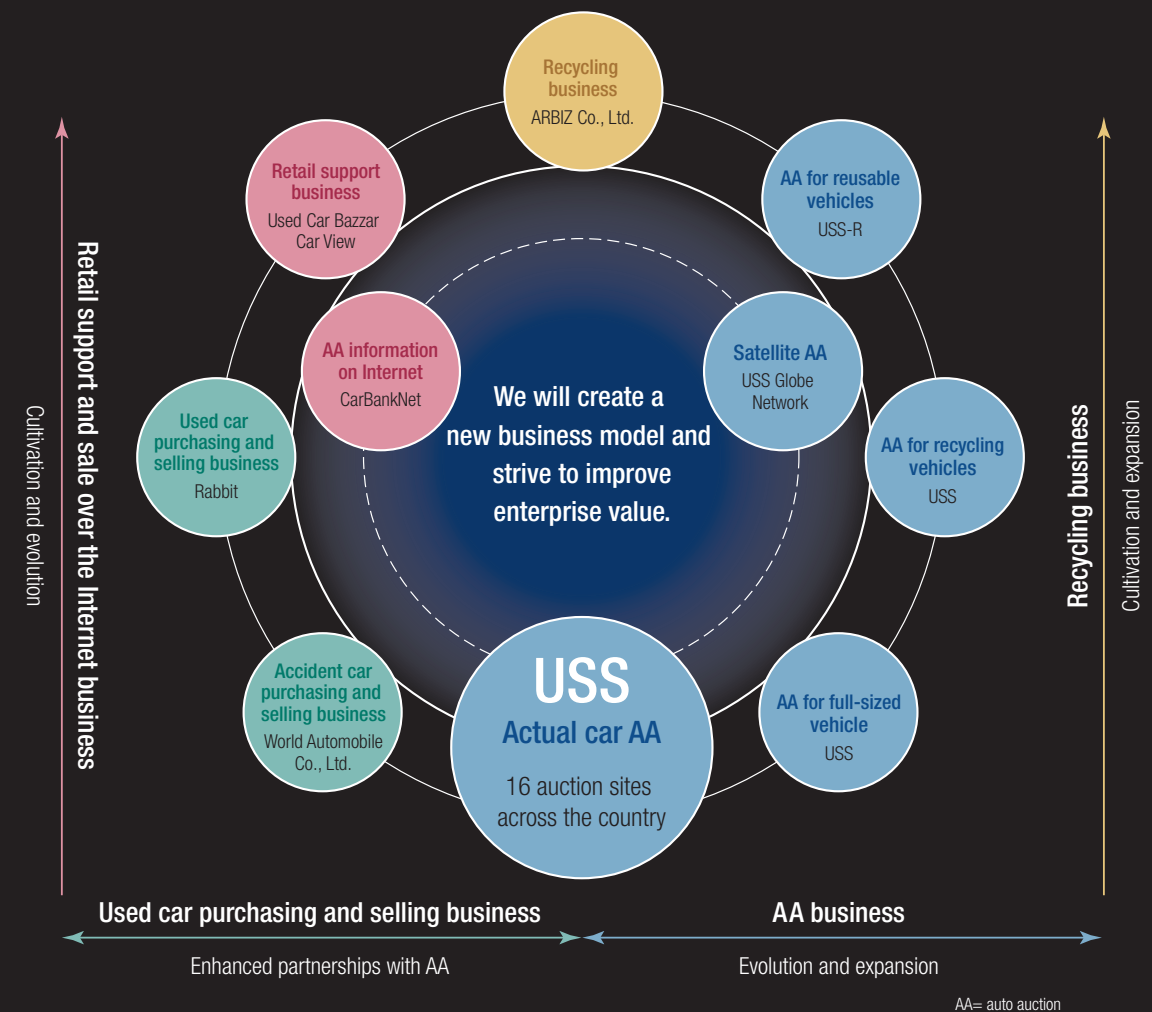 Recycling
business
ARBIZ Co., Ltd.
Retail support
business
Used Car Bazzar
Car View
AA for reusable
vehicles
USS-R
AA information
on Internet
CarBankNet
Satellite AA
USS Globe
Network
We will create a
new business model and
strive to improve
enterprise value.
Used car
purchasing and
selling business
Rabbit
AA for recycling
vehicles
USS
Accident car
purchasing and
selling business
World Automobile
Co., Ltd.
USS
Actual car AA
16 auction sites
across the country
AA for full-sized
vehicle
USS
Retail support and sale over the Internet business
Cultivation and evolution
Recycling business
Cultivation and expansion
Used car purchasing and selling business
Enhanced partnerships with AA
AA business
Evolution and expansion
AA= auto auction